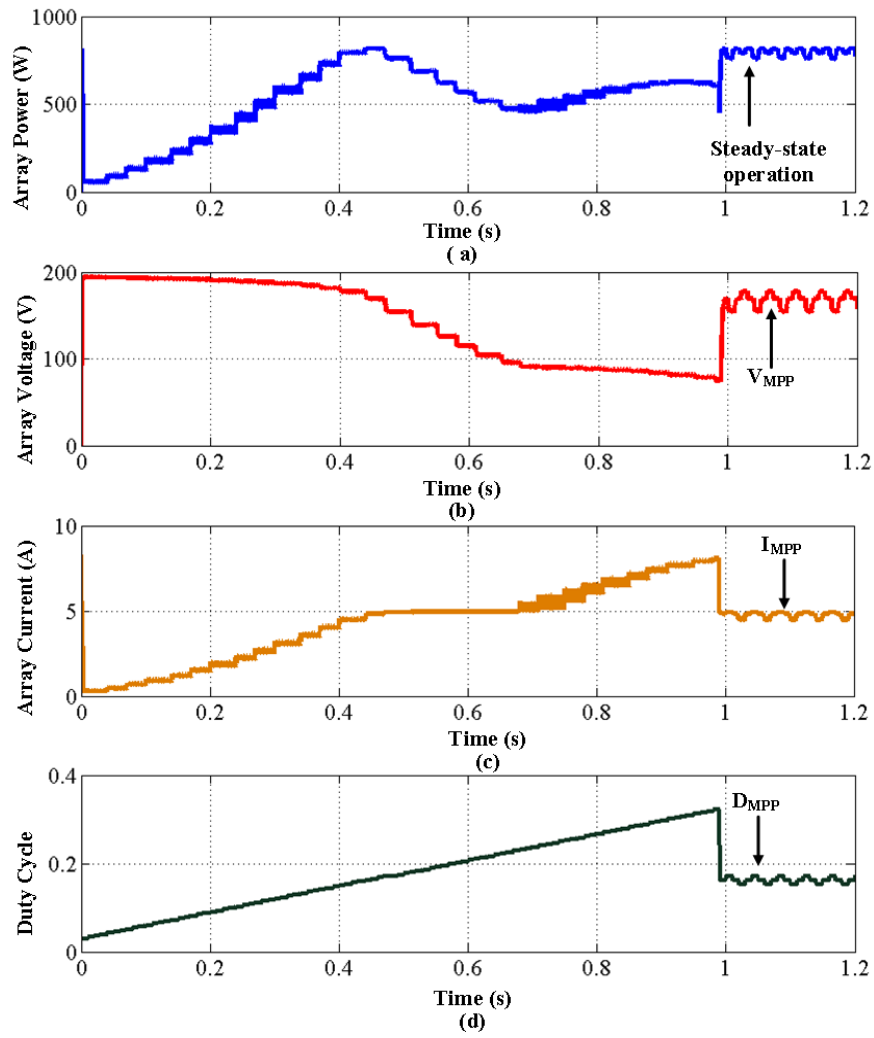 Array Power (W)
1000
500
0
Steady-state
operation
0 0.2 0.4 0.6 0.8 1 1.2
Time (s)
( a)
Array Voltage (V)
200
100
0
V_MPP
0 0.2 0.4 0.6 0.8 1 1.2
Time (s)
(b)
Array Current (A)
10
5
0
I_MPP
0 0.2 0.4 0.6 0.8 1 1.2
Time (s)
(c)
Duty Cycle
0.4
0.2
0
D_MPP
0 0.2 0.4 0.6 0.8 1 1.2
Time (s)
(d)